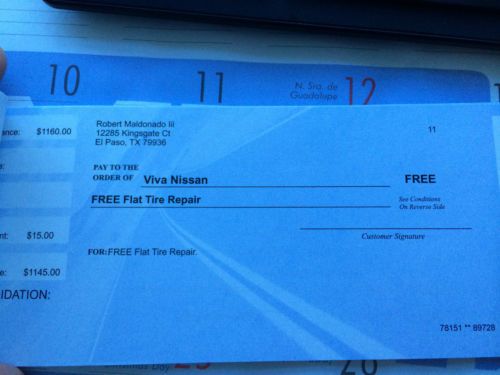 10
11
N. Sra. de
Guadalupe
12
Robert Maldonado Iii
12285 Kingsgate Ct
El Paso, TX 79936
11
ance: $1160.00
PAY TO THE
ORDER OF Viva Nissan
FREE
FREE Flat Tire Repair
See Conditions
On Reverse Side
nt: $15.00
Customer Signature
FOR: FREE Flat Tire Repair.
e: $1145.00
IDATION:
78151 ** 89728
Day
26